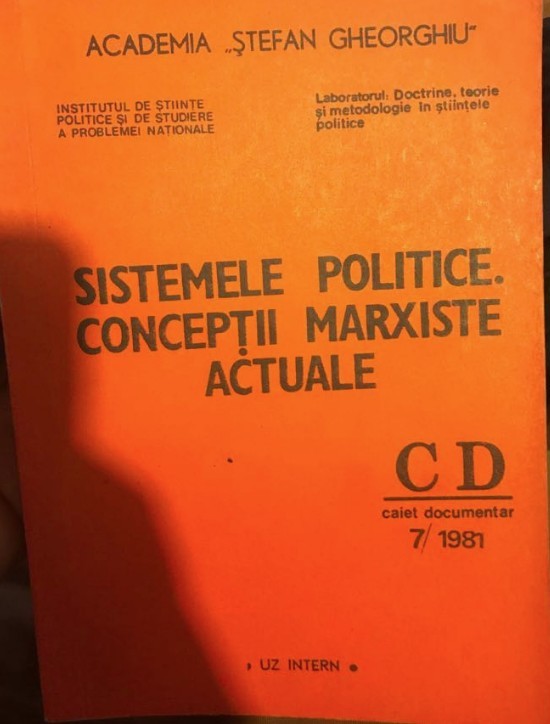 ACADEMIA „ŞTEFAN GHEORGHIU"
INSTITUTUL DE ŞTIINŢE
POLITICE ŞI DE STUDIERE
A PROBLEMEI NAŢIONALE
Laboratorul: Doctrine, teorie
şi metodologie în ştiinţele
politice
SISTEMELE POLITICE.
CONCEPŢII MARXISTE
ACTUALE
CD
caiet documentar
7/1981
UZ INTERN